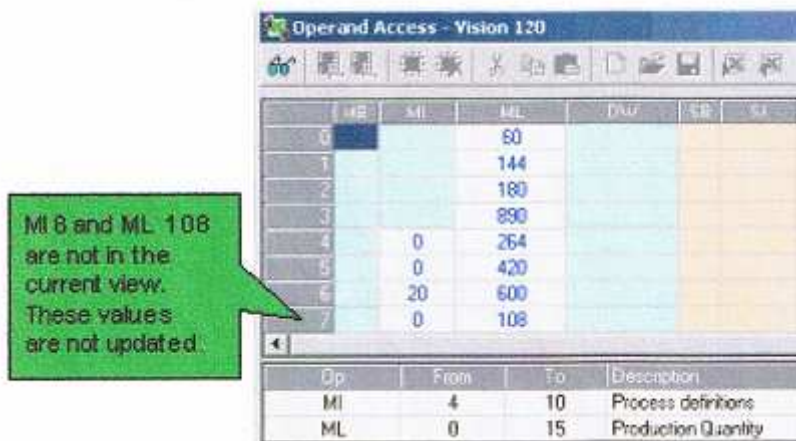 Operand Access - Vision 120
MB MI ML DW SB SI
0 60
1 144
2 180
3 890
4 0 264
5 0 420
6 20 600
7 0 108
MI 8 and ML 108
are not in the
current view.
These values
are not updated.
Op From To Description
MI 4 10 Process definitions
ML 0 15 Production Quantity